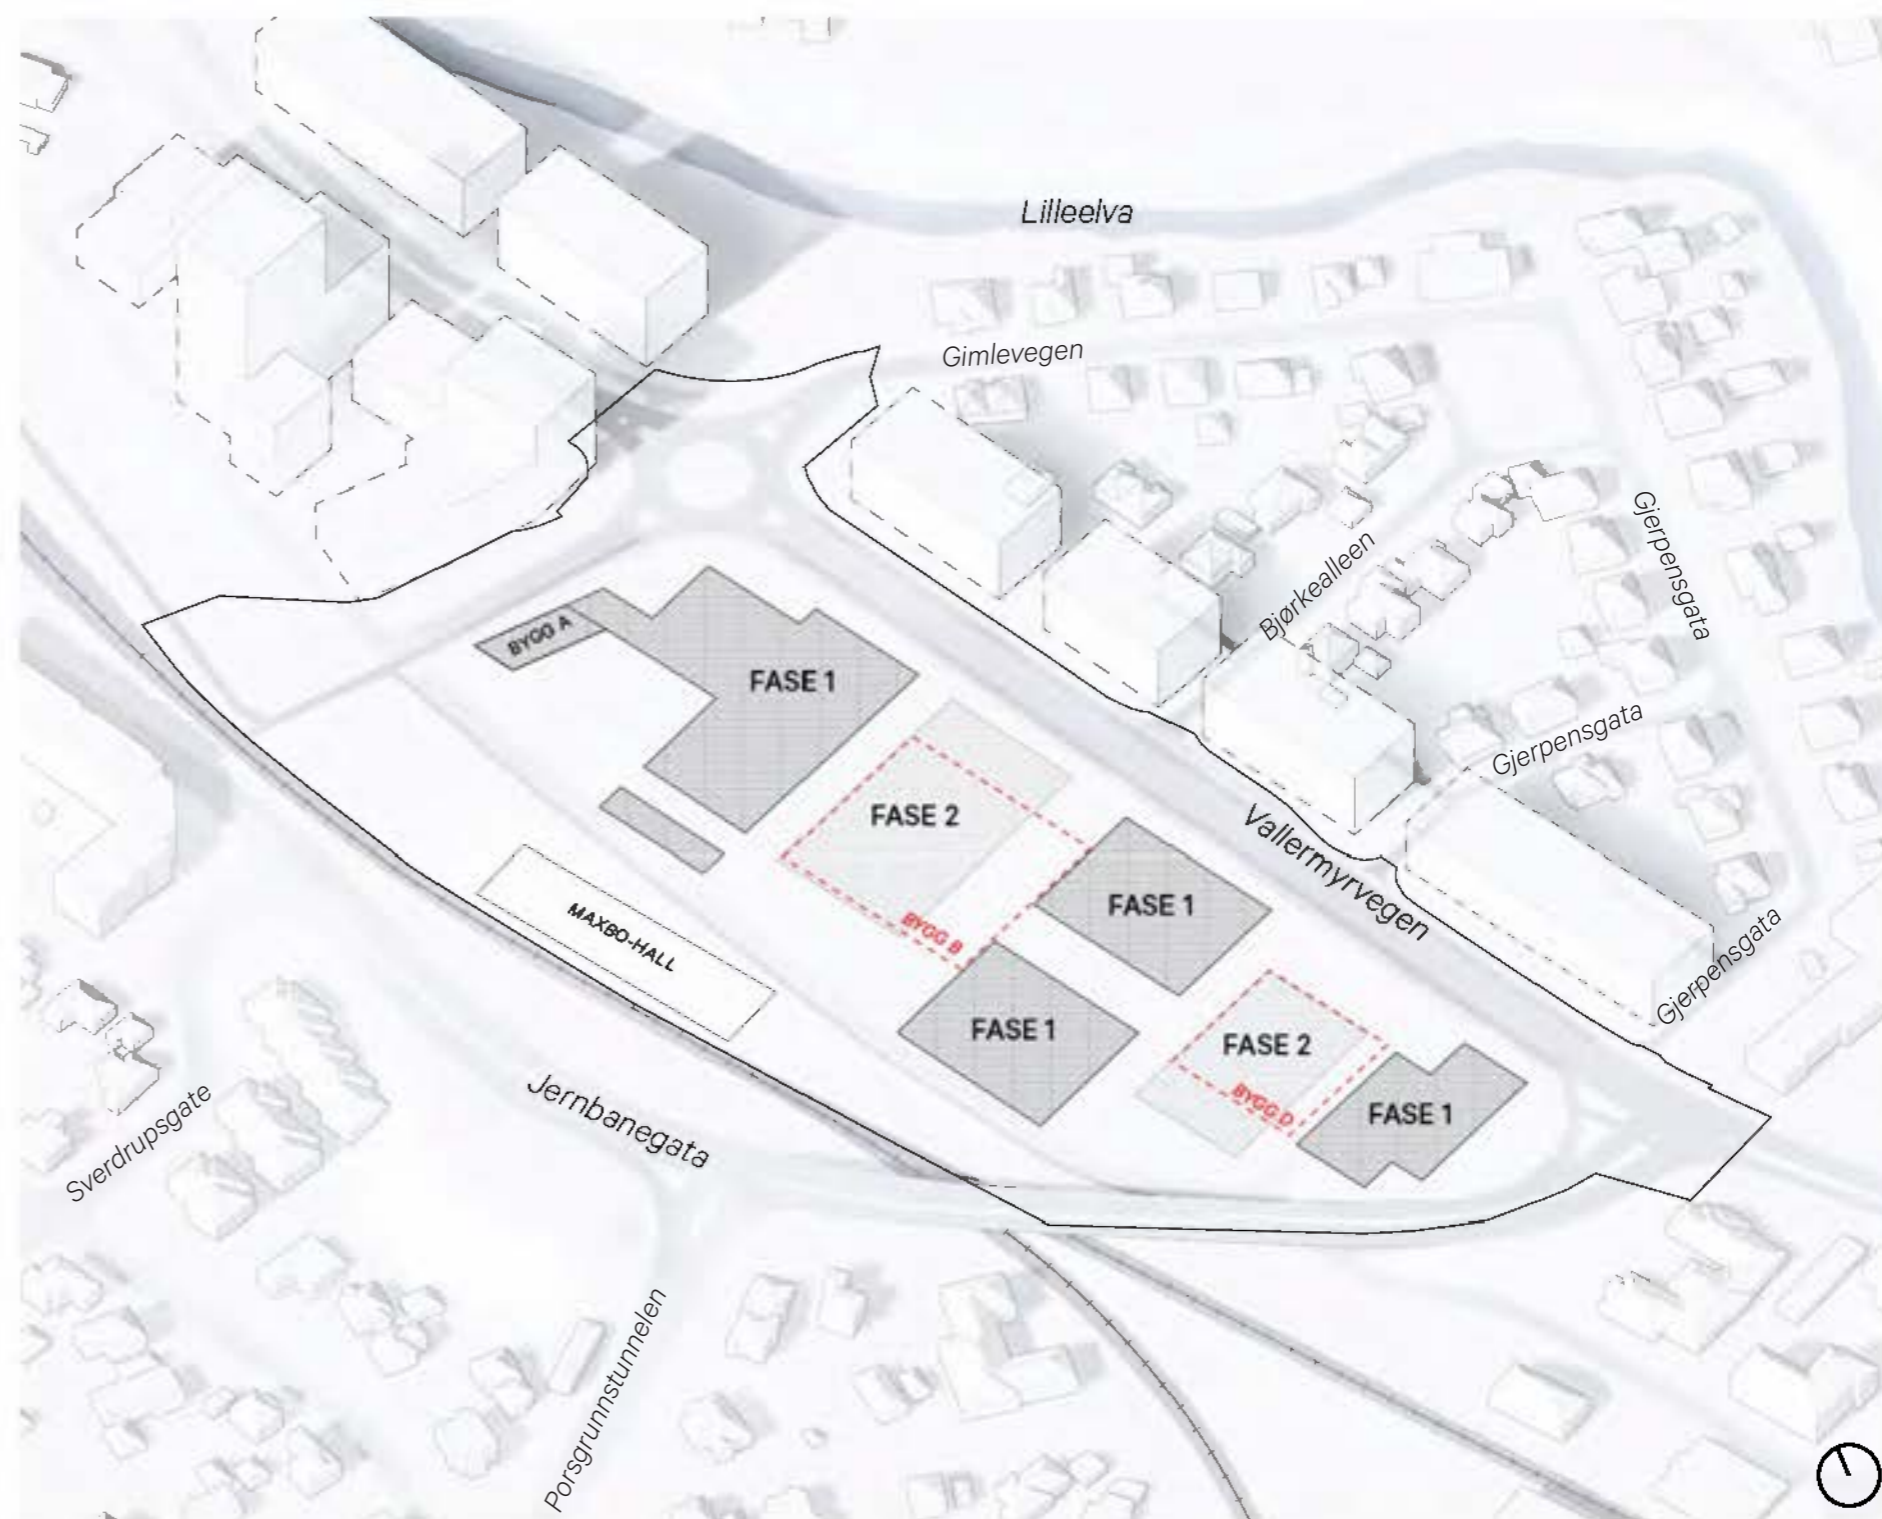 Lilleelva
Gimlevegen
Gjerpensgata
Bjørkealleen
BYGG A
FASE 1
Gjerpensgata
FASE 2
Vallermyrvegen
FASE 1
BYGG B
MAXBO-HALL
Gjerpensgata
FASE 1
FASE 2
BYGG D
FASE 1
Jernbanegata
Sverdrupsgate
Porsgrunnstunnelen